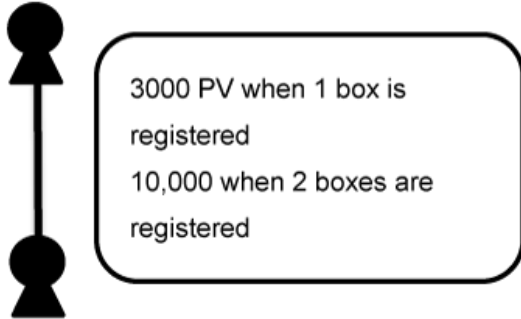 3000 PV when 1 box is
registered
10,000 when 2 boxes are
registered